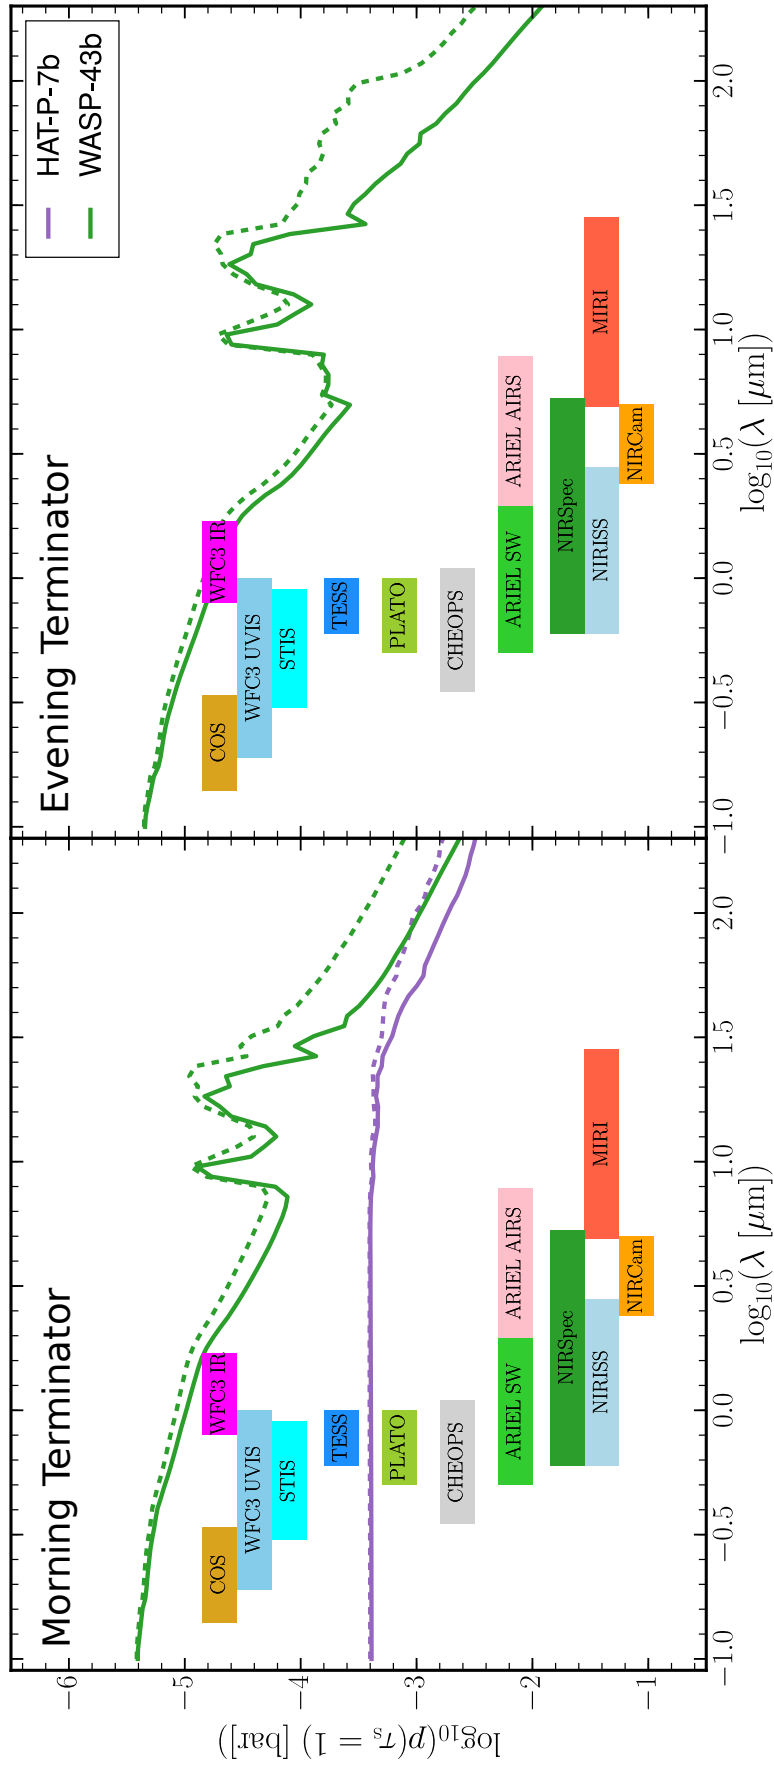 Morning Terminator
COS
WFC3 IR
WFC3 UVIS
STIS
TESS
PLATO
CHEOPS
ARIEL SW
ARIEL AIRS
NIRSpec
NIRISS
MIRI
NIRCam
−6
−5
−4
−3
−2
−1
log₁₀(p(τₛ = 1) [bar])
−1.0
−0.5
0.0
0.5
1.0
1.5
2.0
log₁₀(λ [μm])
Evening Terminator
HAT-P-7b
WASP-43b
COS
WFC3 IR
WFC3 UVIS
STIS
TESS
PLATO
CHEOPS
ARIEL SW
ARIEL AIRS
NIRSpec
NIRISS
MIRI
NIRCam
−1.0
−0.5
0.0
0.5
1.0
1.5
2.0
log₁₀(λ [μm])